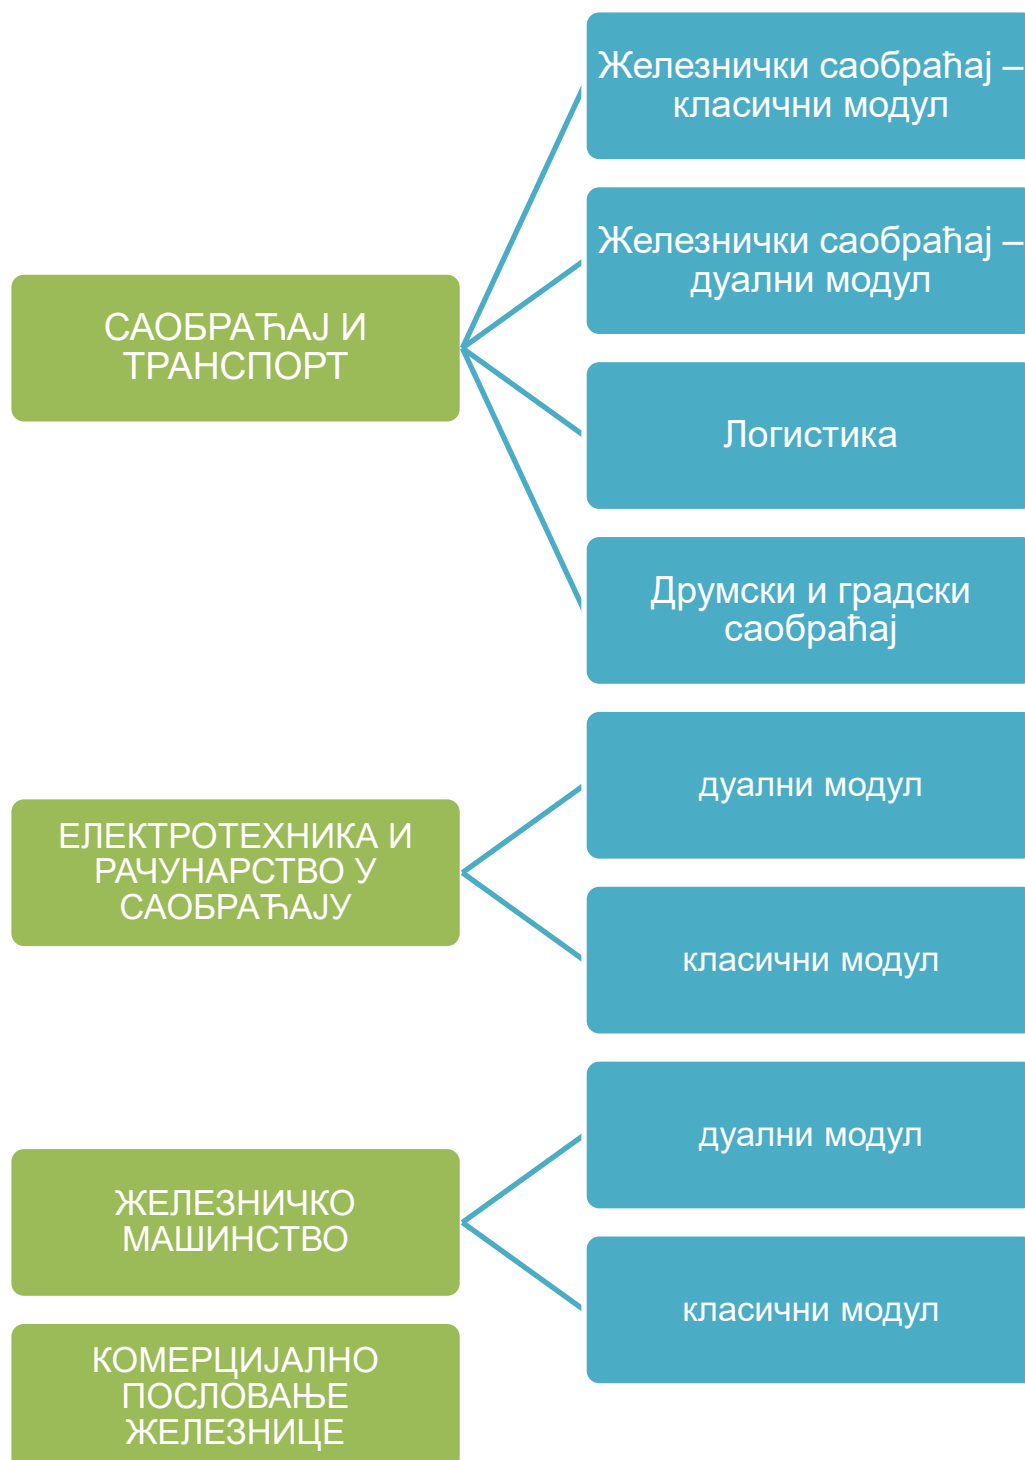 Железнички саобраћај –
класични модул
Железнички саобраћај –
дуални модул
САОБРАЋАЈ И
ТРАНСПОРТ
Логистика
Друмски и градски
саобраћај
дуални модул
ЕЛЕКТРОТЕХНИКА И
РАЧУНАРСТВО У
САОБРАЋАЈУ
класични модул
дуални модул
ЖЕЛЕЗНИЧКО
МАШИНСТВО
класични модул
КОМЕРЦИЈАЛНО
ПОСЛОВАЊЕ
ЖЕЛЕЗНИЦЕ